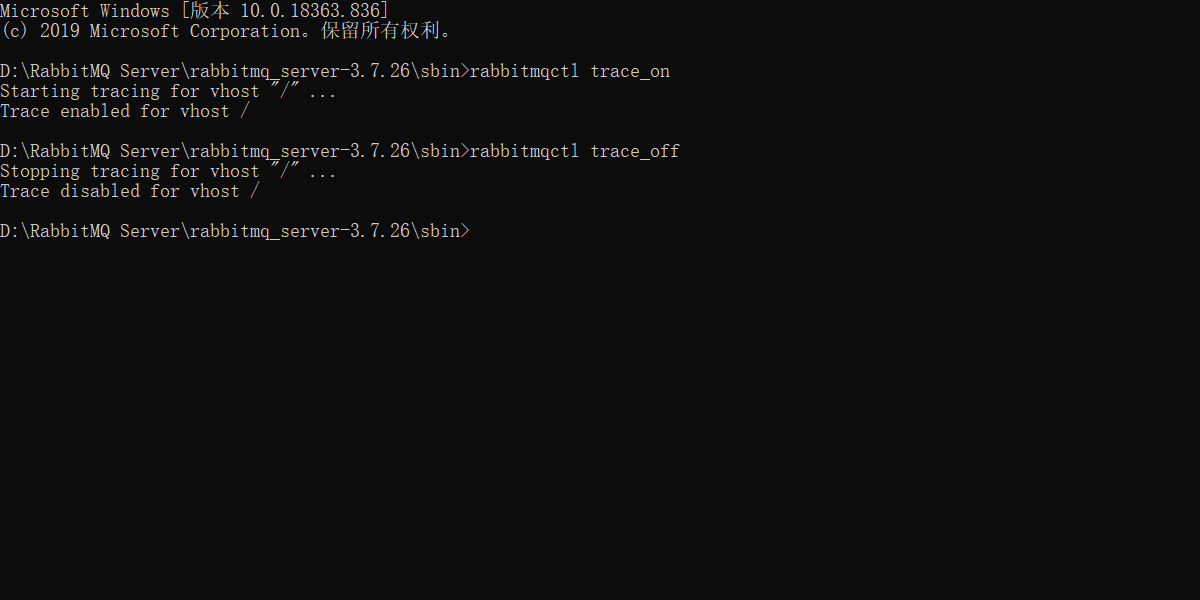 Microsoft Windows [版本 10.0.18363.836]
(c) 2019 Microsoft Corporation。保留所有权利。
D:\RabbitMQ Server\rabbitmq_server-3.7.26\sbin>rabbitmqctl trace_on
Starting tracing for vhost "/" ...
Trace enabled for vhost /
D:\RabbitMQ Server\rabbitmq_server-3.7.26\sbin>rabbitmqctl trace_off
Stopping tracing for vhost "/" ...
Trace disabled for vhost /
D:\RabbitMQ Server\rabbitmq_server-3.7.26\sbin>